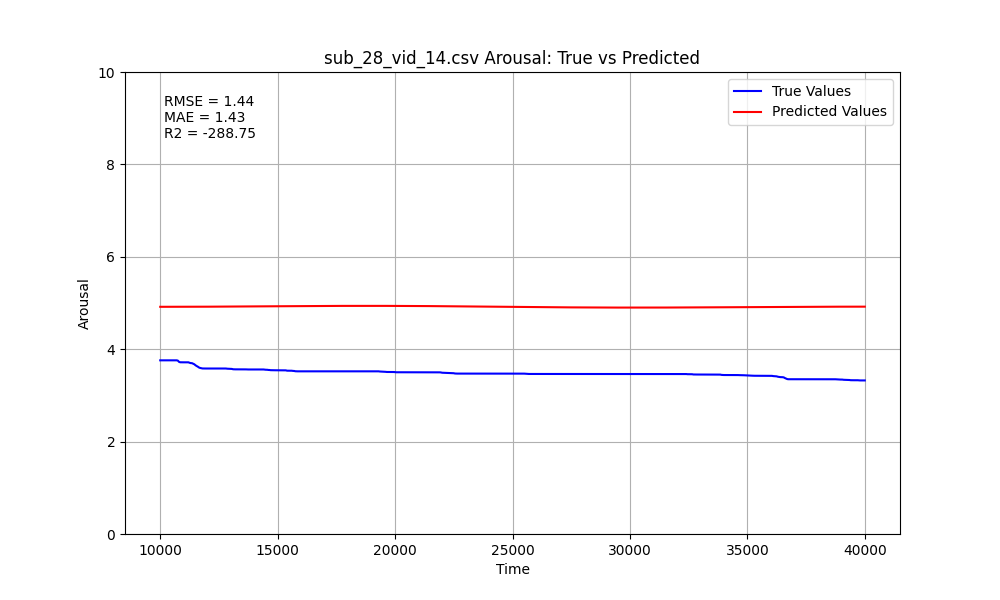 sub_28_vid_14.csv Arousal: True vs Predicted
RMSE = 1.44
MAE = 1.43
R2 = -288.75
True Values
Predicted Values
10
8
6
4
2
0
Arousal
10000
15000
20000
25000
30000
35000
40000
Time